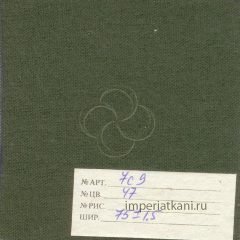 № АРТ. 7с9
№ ЦВ. 47
№ РИС.
imperiatkani.ru
ШИР. 75±1,5